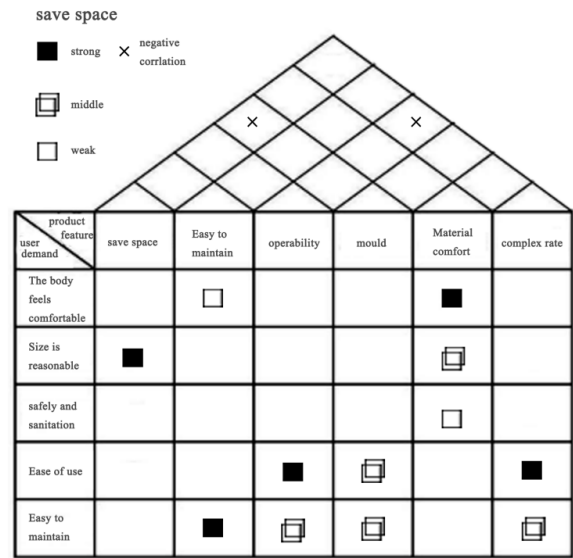 save space
strong
negative
corrlation
middle
weak
product
feature
user
demand
save space
Easy to
maintain
operability
mould
Material
comfort
complex rate
The body
feels
comfortable
Size is
reasonable
safely and
sanitation
Ease of use
Easy to
maintain